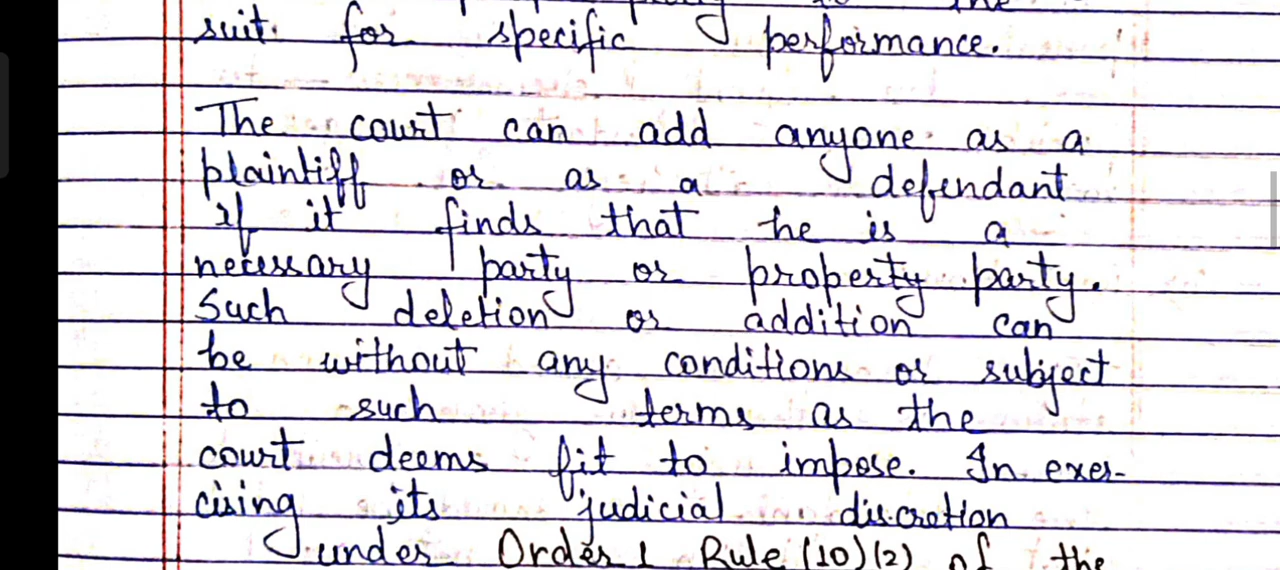 the
suit for specific performance.
The court can add anyone as a
plaintiff or as a defendant
If it finds that he is a
necessary party or property party.
Such deletion or addition can
be without any conditions or subject
to such terms as the
court deems fit to impose. In exer-
cising its judicial discretion
under Order 1 Rule (10)(2) of the